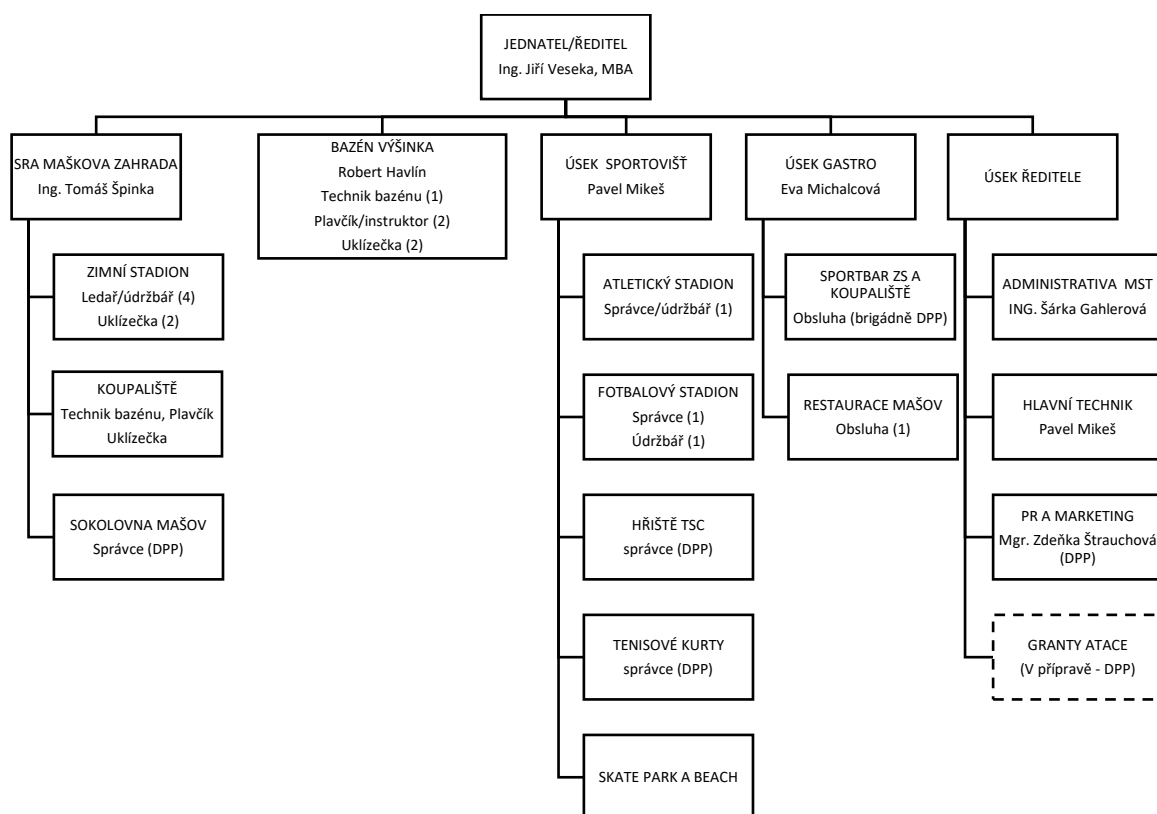 JEDNATEL/ŘEDITEL
Ing. Jiří Veseka, MBA
SRA MAŠKOVA ZAHRADA
Ing. Tomáš Špinka
ZIMNÍ STADION
Ledař/údržbář (4)
Uklízečka (2)
KOUPALIŠTĚ
Technik bazénu, Plavčík
Uklízečka
SOKOLOVNA MAŠOV
Správce (DPP)
BAZÉN VÝŠINKA
Robert Havlín
Technik bazénu (1)
Plavčík/instruktor (2)
Uklízečka (2)
ÚSEK SPORTOVIŠŤ
Pavel Mikeš
ATLETICKÝ STADION
Správce/údržbář (1)
FOTBALOVÝ STADION
Správce (1)
Údržbář (1)
HŘIŠTĚ TSC
správce (DPP)
TENISOVÉ KURTY
správce (DPP)
SKATE PARK A BEACH
ÚSEK GASTRO
Eva Michalcová
SPORTBAR ZS A
KOUPALIŠTĚ
Obsluha (brigádně DPP)
RESTAURACE MAŠOV
Obsluha (1)
ÚSEK ŘEDITELE
ADMINISTRATIVA MST
ING. Šárka Gahlerová
HLAVNÍ TECHNIK
Pavel Mikeš
PR A MARKETING
Mgr. Zdeňka Štrauchová
(DPP)
GRANTY ATACE
(V přípravě - DPP)